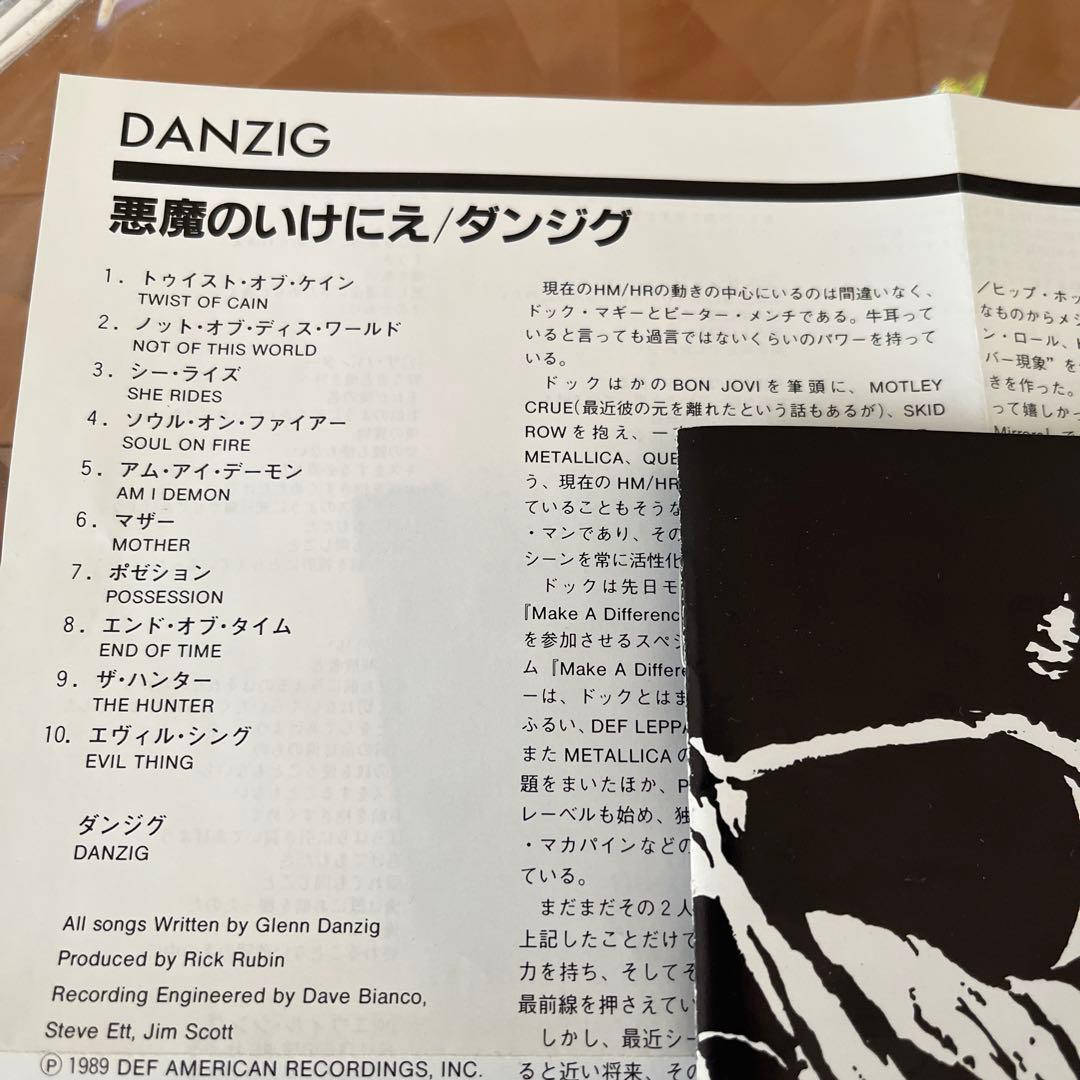 DANZIG
悪魔のいけにえ/ダンジグ
1. トゥイスト・オブ・ケイン
TWIST OF CAIN
2. ノット・オブ・ディス・ワールド
NOT OF THIS WORLD
3. シー・ライズ
SHE RIDES
4. ソウル・オン・ファイアー
SOUL ON FIRE
5. アム・アイ・デーモン
AM I DEMON
6. マザー
MOTHER
7. ポゼション
POSSESSION
8. エンド・オブ・タイム
END OF TIME
9. ザ・ハンター
THE HUNTER
10. エヴィル・シング
EVIL THING
ダンジグ
DANZIG
All songs Written by Glenn Danzig
Produced by Rick Rubin
Recording Engineered by Dave Bianco,
Steve Ett, Jim Scott
Ⓟ 1989 DEF AMERICAN RECORDINGS, INC.
現在のHM/HRの動きの中心にいるのは間違いなく、
ドック・マギーとピーター・メンチである。牛耳って
いると言っても過言ではないくらいのパワーを持って
いる。
ドックはかのBON JOVIを筆頭に、MOTLEY
CRUE(最近彼の元を離れたという話もあるが)、SKID
ROWを抱え、一
METALLICA、QUE
う、現在のHM/HR
ていることもそうな
・マンであり、その
シーンを常に活性化
ドックは先日モ
『Make A Differenc
を参加させるスペシ
ム『Make A Differe
ーは、ドックとはま
ふるい、DEF LEPPA
またMETALLICAの
題をまいたほか、P
レーベルも始め、独
・マカパインなどの
ている。
まだまだその2人
上記したことだけで
力を持ち、そしてそ
最前線を押さえてい
しかし、最近シー
ると近い将来、その
/ヒップ・ホッ
なものからメジ
ン・ロール、
バー現象”を
きを作った。
って嬉しかっ